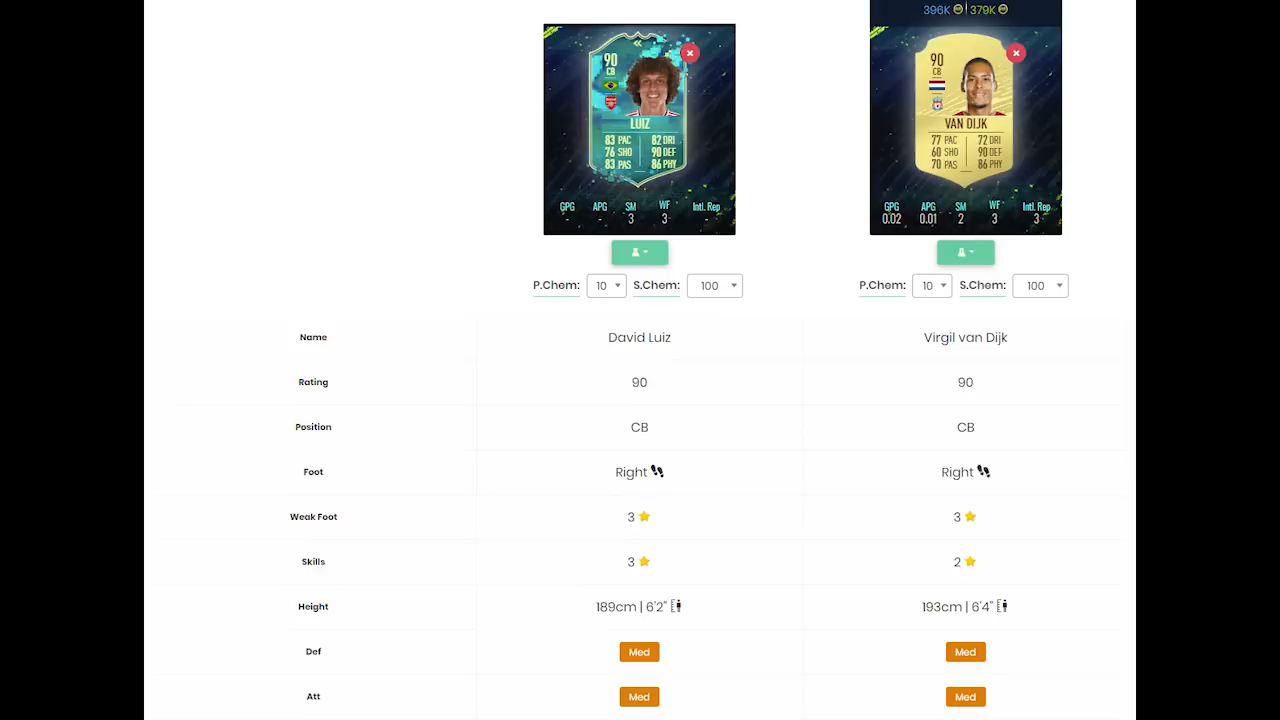 396K 379K
90
CB
LUIZ
83 PAC 82 DRI
76 SHO 90 DEF
83 PAS 86 PHY
GPG APG SM WF Intl. Rep
- - 3 3 -
90
CB
VAN DIJK
77 PAC 72 DRI
60 SHO 90 DEF
70 PAS 86 PHY
GPG APG SM WF Intl. Rep
0.02 0.01 2 3 3
P.Chem: 10 S.Chem: 100 P.Chem: 10 S.Chem: 100
Name David Luiz Virgil van Dijk
Rating 90 90
Position CB CB
Foot Right Right
Weak Foot 3 3
Skills 3 2
Height 189cm | 6'2" 193cm | 6'4"
Def Med Med
Att Med Med